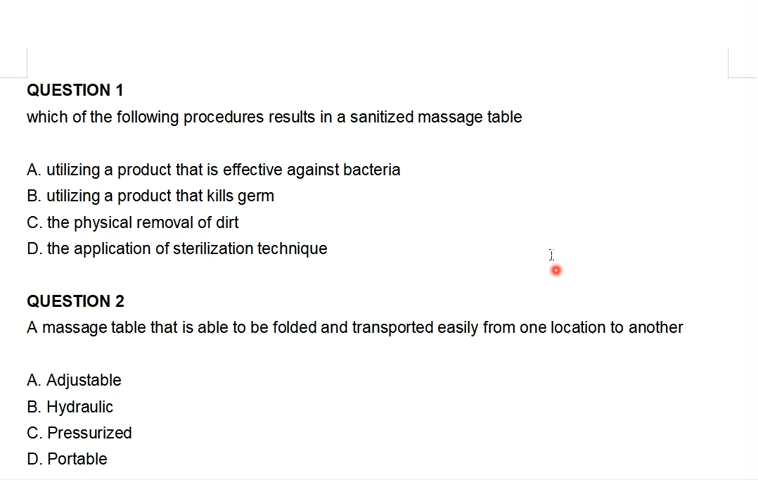 QUESTION 1
which of the following procedures results in a sanitized massage table
A. utilizing a product that is effective against bacteria
B. utilizing a product that kills germ
C. the physical removal of dirt
D. the application of sterilization technique
QUESTION 2
A massage table that is able to be folded and transported easily from one location to another
A. Adjustable
B. Hydraulic
C. Pressurized
D. Portable